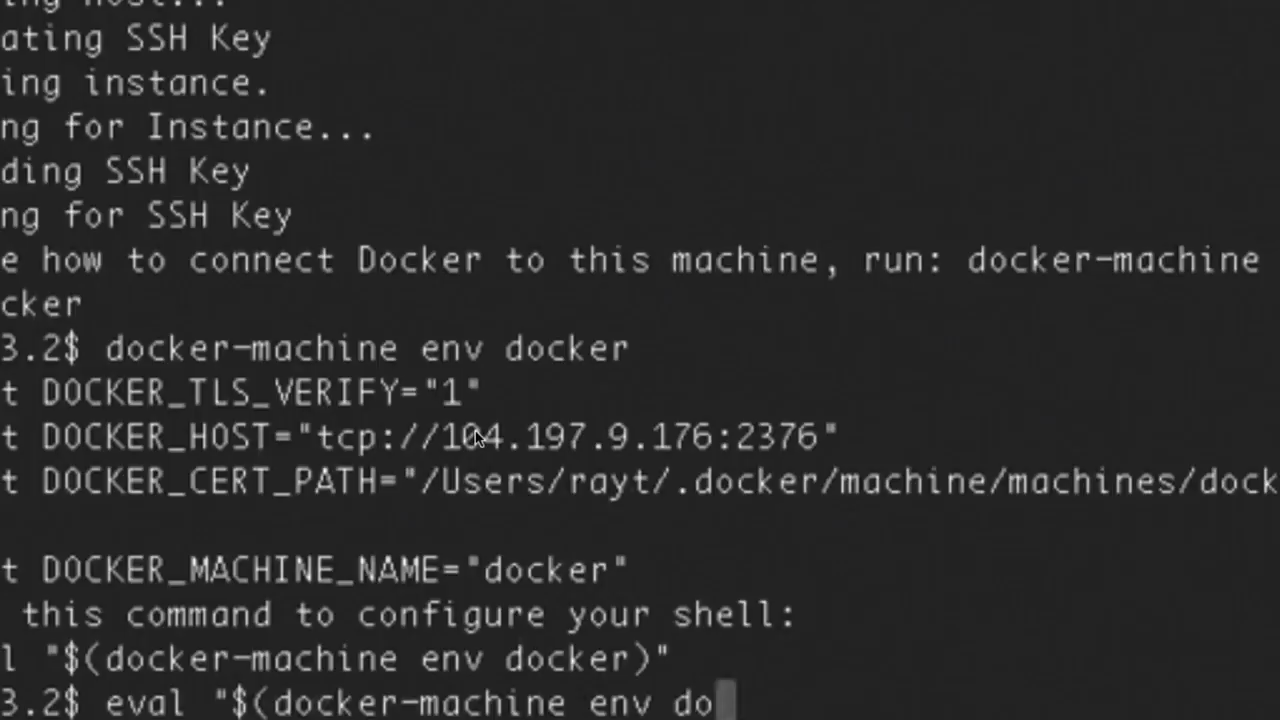 ing host...
ating SSH Key
ing instance.
ng for Instance...
ding SSH Key
ng for SSH Key
e how to connect Docker to this machine, run: docker-machine
cker
3.2$ docker-machine env docker
t DOCKER_TLS_VERIFY="1"
t DOCKER_HOST="tcp://104.197.9.176:2376"
t DOCKER_CERT_PATH="/Users/rayt/.docker/machine/machines/dock
t DOCKER_MACHINE_NAME="docker"
this command to configure your shell:
l "$(docker-machine env docker)"
3.2$ eval "$(docker-machine env do